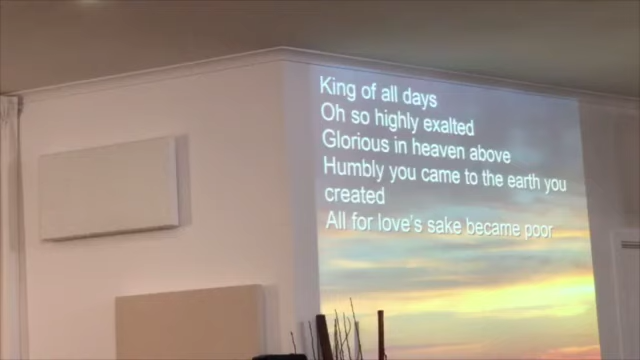 King of all days
Oh so highly exalted
Glorious in heaven above
Humbly you came to the earth you
created
All for love's sake became poor